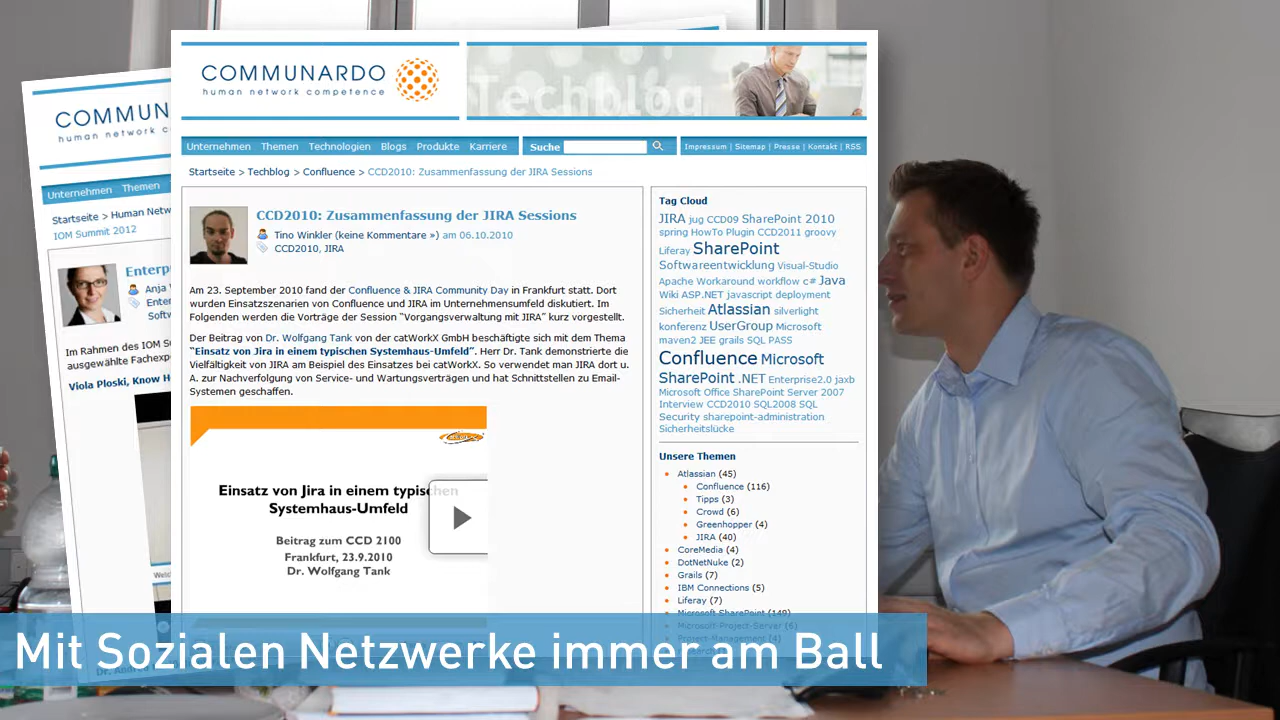 COMMUNARDO
human network competence
Techblog
Unternehmen Themen Technologien Blogs Produkte Karriere
Suche
Impressum | Sitemap | Presse | Kontakt | RSS
Startseite > Techblog > Confluence > CCD2010: Zusammenfassung der JIRA Sessions
CCD2010: Zusammenfassung der JIRA Sessions
Tino Winkler (keine Kommentare ») am 06.10.2010
CCD2010, JIRA
Am 23. September 2010 fand der Confluence & JIRA Community Day in Frankfurt statt. Dort
wurden Einsatzszenarien von Confluence und JIRA im Unternehmensumfeld diskutiert. Im
Folgenden werden die Vorträge der Session "Vorgangsverwaltung mit JIRA" kurz vorgestellt.
Der Beitrag von Dr. Wolfgang Tank von der catWorkX GmbH beschäftigte sich mit dem Thema
"Einsatz von Jira in einem typischen Systemhaus-Umfeld". Herr Dr. Tank demonstrierte die
Vielfältigkeit von JIRA am Beispiel des Einsatzes bei catWorkX. So verwendet man JIRA dort u.
A. zur Nachverfolgung von Service- und Wartungsverträgen und hat Schnittstellen zu Email-
Systemen geschaffen.
Einsatz von Jira in einem typischen
Systemhaus-Umfeld
Beitrag zum CCD 2100
Frankfurt, 23.9.2010
Dr. Wolfgang Tank
Tag Cloud
JIRA jug CCD09 SharePoint 2010
spring HowTo Plugin CCD2011 groovy
Liferay SharePoint
Softwareentwicklung Visual-Studio
Apache Workaround workflow c# Java
Wiki ASP.NET javascript deployment
Sicherheit Atlassian silverlight
konferenz UserGroup Microsoft
maven2 JEE grails SQL PASS
Confluence Microsoft
SharePoint .NET Enterprise2.0 jaxb
Microsoft Office SharePoint Server 2007
Interview CCD2010 SQL2008 SQL
Security sharepoint-administration
Sicherheitslücke
Unsere Themen
Atlassian (45)
Confluence (116)
Tipps (3)
Crowd (6)
Greenhopper (4)
JIRA (40)
CoreMedia (4)
DotNetNuke (2)
Grails (7)
IBM Connections (5)
Liferay (7)
Microsoft SharePoint (149)
Microsoft Project-Server (6)
Project-Management (4)
COMMUN
human network
Unternehmen Themen
Startseite > Human Netw
IOM Summit 2012
Enterp
Anja
Enter
Softw
Im Rahmen des IOM S
ausgewählte Fachexp
Viola Ploski, Know H
Mit Sozialen Netzwerke immer am Ball